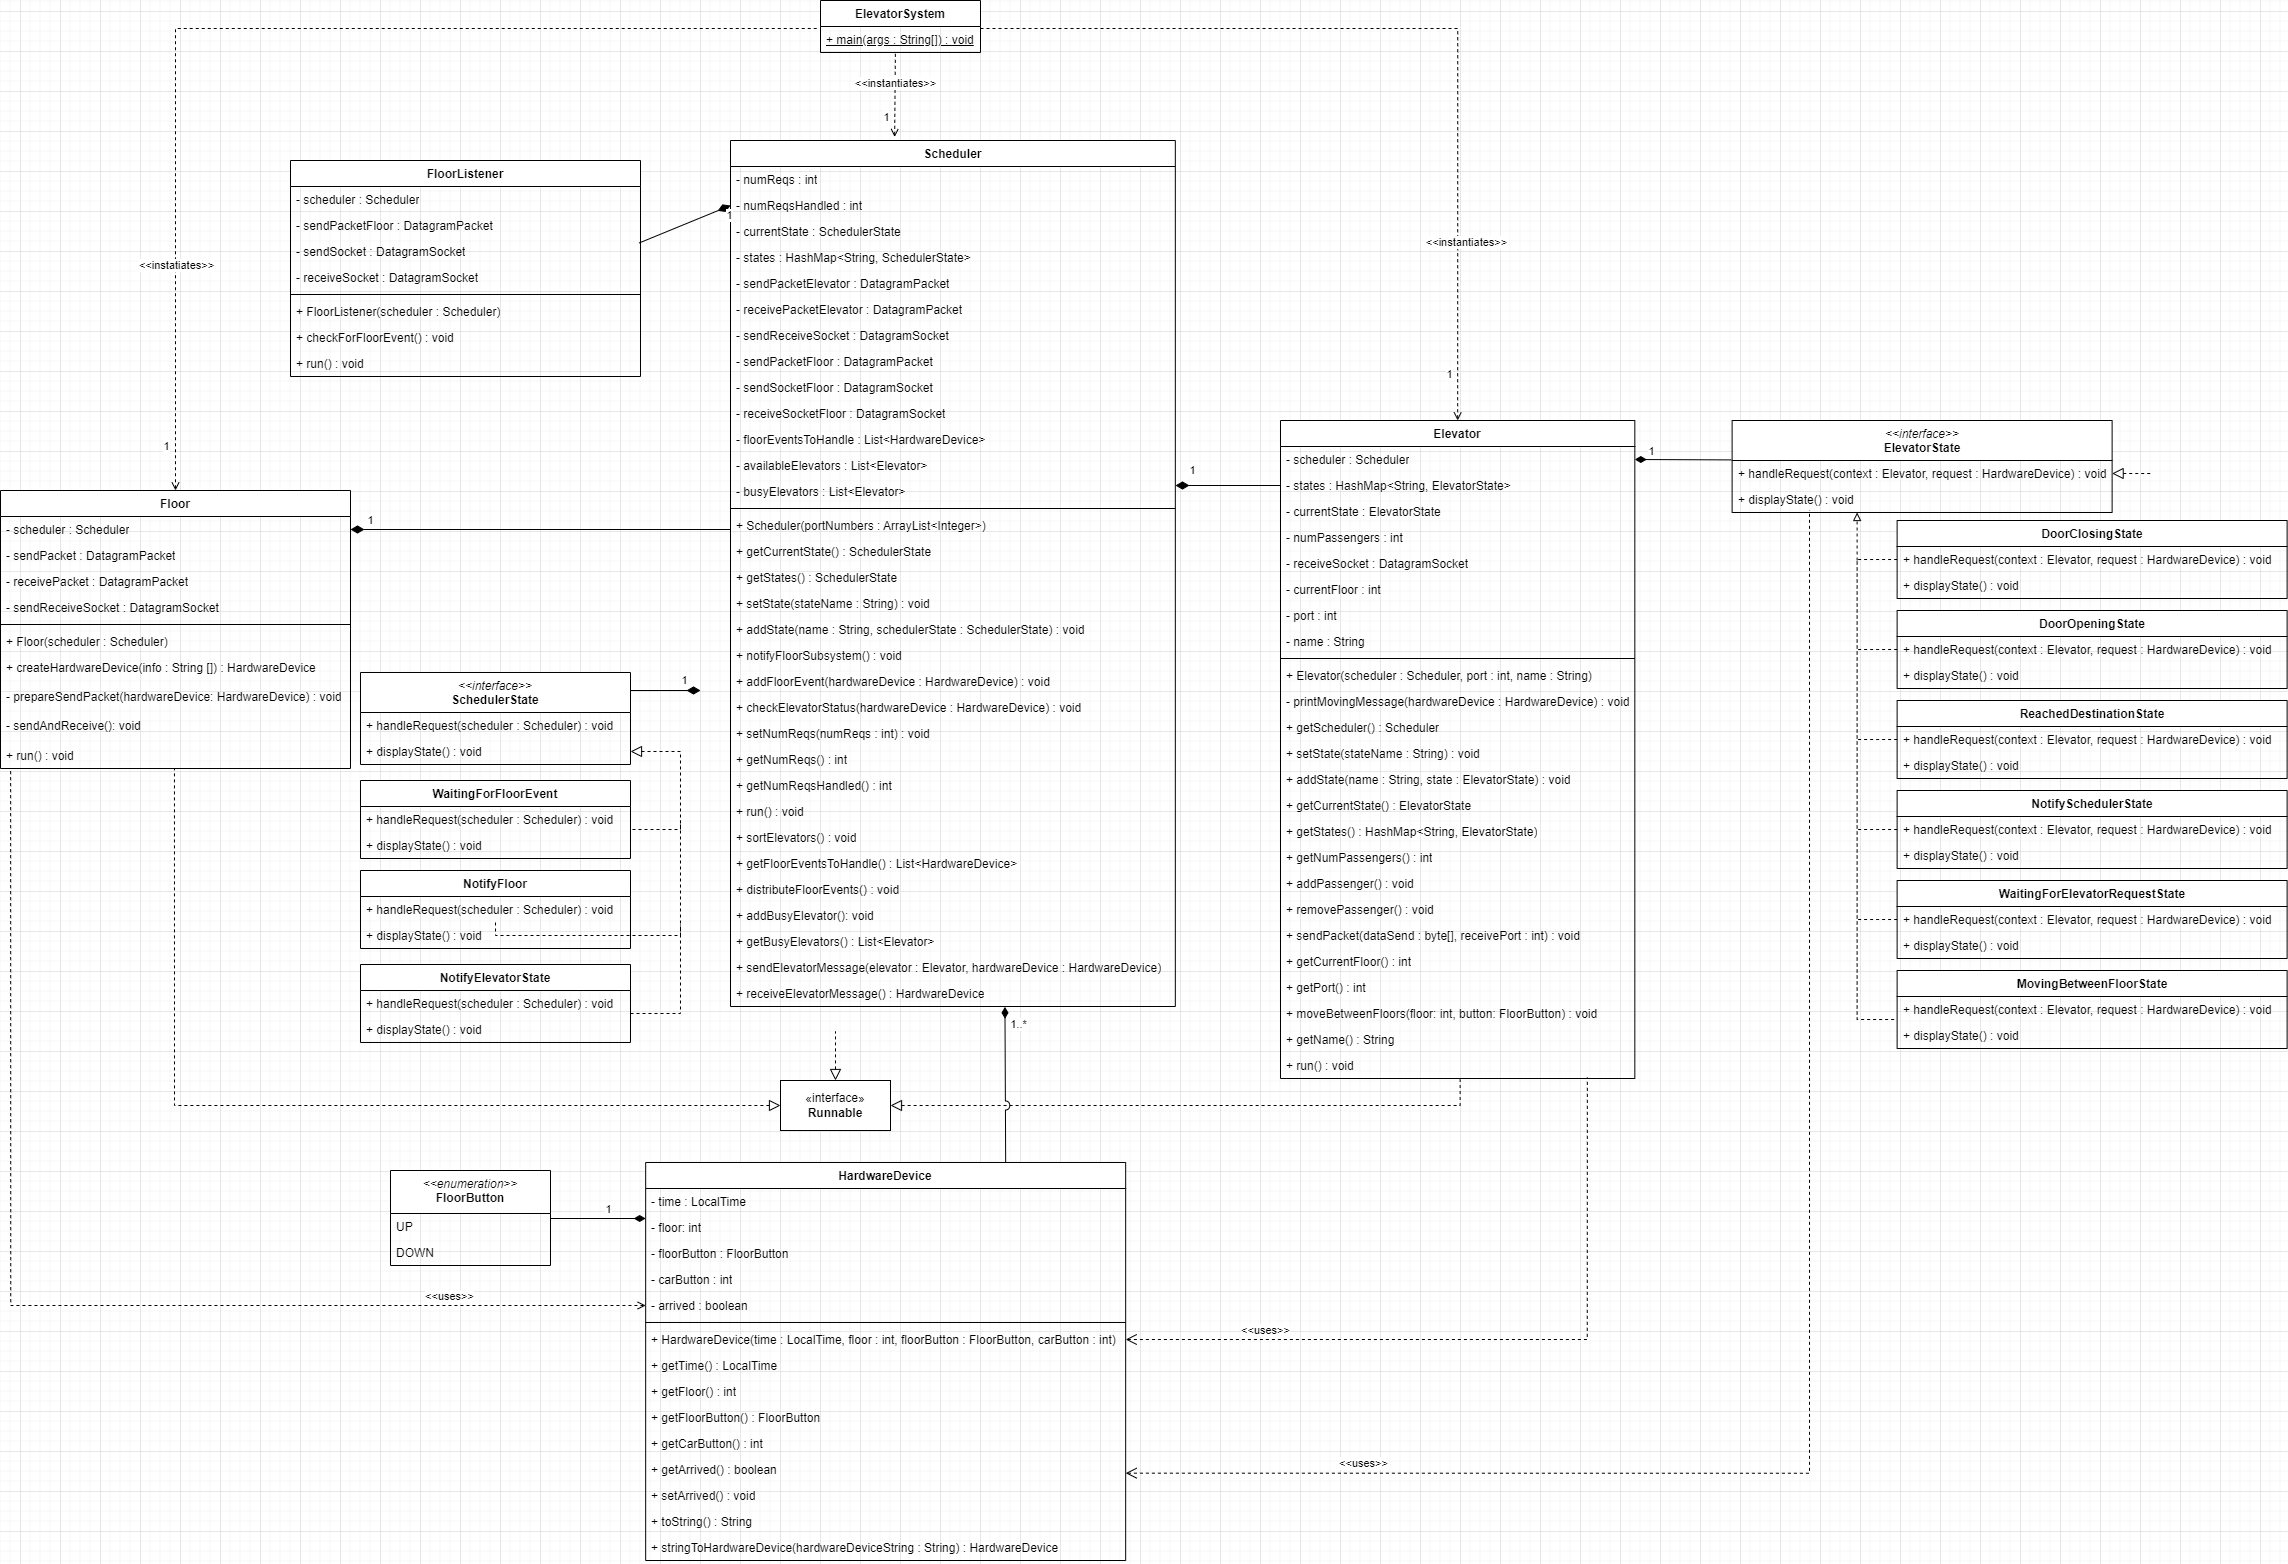 ElevatorSystem
+ main(args : String[]) : void
<<instantiates>>
1
<<instatiates>>
1
<<instantiates>>
1
FloorListener
- scheduler : Scheduler
- sendPacketFloor : DatagramPacket
- sendSocket : DatagramSocket
- receiveSocket : DatagramSocket
+ FloorListener(scheduler : Scheduler)
+ checkForFloorEvent() : void
+ run() : void
1
Scheduler
- numReqs : int
- numReqsHandled : int
- currentState : SchedulerState
- states : HashMap<String, SchedulerState>
- sendPacketElevator : DatagramPacket
- receivePacketElevator : DatagramPacket
- sendReceiveSocket : DatagramSocket
- sendPacketFloor : DatagramPacket
- sendSocketFloor : DatagramSocket
- receiveSocketFloor : DatagramSocket
- floorEventsToHandle : List<HardwareDevice>
- availableElevators : List<Elevator>
- busyElevators : List<Elevator>
+ Scheduler(portNumbers : ArrayList<Integer>)
+ getCurrentState() : SchedulerState
+ getStates() : SchedulerState
+ setState(stateName : String) : void
+ addState(name : String, schedulerState : SchedulerState) : void
+ notifyFloorSubsystem() : void
+ addFloorEvent(hardwareDevice : HardwareDevice) : void
+ checkElevatorStatus(hardwareDevice : HardwareDevice) : void
+ setNumReqs(numReqs : int) : void
+ getNumReqs() : int
+ getNumReqsHandled() : int
+ run() : void
+ sortElevators() : void
+ getFloorEventsToHandle() : List<HardwareDevice>
+ distributeFloorEvents() : void
+ addBusyElevator(): void
+ getBusyElevators() : List<Elevator>
+ sendElevatorMessage(elevator : Elevator, hardwareDevice : HardwareDevice)
+ receiveElevatorMessage() : HardwareDevice
1
1..*
Floor
- scheduler : Scheduler
- sendPacket : DatagramPacket
- receivePacket : DatagramPacket
- sendReceiveSocket : DatagramSocket
+ Floor(scheduler : Scheduler)
+ createHardwareDevice(info : String []) : HardwareDevice
- prepareSendPacket(hardwareDevice: HardwareDevice) : void
- sendAndReceive(): void
+ run() : void
1
<<interface>>
SchedulerState
+ handleRequest(scheduler : Scheduler) : void
+ displayState() : void
1
WaitingForFloorEvent
+ handleRequest(scheduler : Scheduler) : void
+ displayState() : void
NotifyFloor
+ handleRequest(scheduler : Scheduler) : void
+ displayState() : void
NotifyElevatorState
+ handleRequest(scheduler : Scheduler) : void
+ displayState() : void
Elevator
- scheduler : Scheduler
- states : HashMap<String, ElevatorState>
- currentState : ElevatorState
- numPassengers : int
- receiveSocket : DatagramSocket
- currentFloor : int
- port : int
- name : String
+ Elevator(scheduler : Scheduler, port : int, name : String)
- printMovingMessage(hardwareDevice : HardwareDevice) : void
+ getScheduler() : Scheduler
+ setState(stateName : String) : void
+ addState(name : String, state : ElevatorState) : void
+ getCurrentState() : ElevatorState
+ getStates() : HashMap<String, ElevatorState)
+ getNumPassengers() : int
+ addPassenger() : void
+ removePassenger() : void
+ sendPacket(dataSend : byte[], receivePort : int) : void
+ getCurrentFloor() : int
+ getPort() : int
+ moveBetweenFloors(floor: int, button: FloorButton) : void
+ getName() : String
+ run() : void
1
<<interface>>
ElevatorState
+ handleRequest(context : Elevator, request : HardwareDevice) : void
+ displayState() : void
DoorClosingState
+ handleRequest(context : Elevator, request : HardwareDevice) : void
+ displayState() : void
DoorOpeningState
+ handleRequest(context : Elevator, request : HardwareDevice) : void
+ displayState() : void
ReachedDestinationState
+ handleRequest(context : Elevator, request : HardwareDevice) : void
+ displayState() : void
NotifySchedulerState
+ handleRequest(context : Elevator, request : HardwareDevice) : void
+ displayState() : void
WaitingForElevatorRequestState
+ handleRequest(context : Elevator, request : HardwareDevice) : void
+ displayState() : void
MovingBetweenFloorState
+ handleRequest(context : Elevator, request : HardwareDevice) : void
+ displayState() : void
«interface»
Runnable
<<enumeration>>
FloorButton
UP
DOWN
1
<<uses>>
HardwareDevice
- time : LocalTime
- floor: int
- floorButton : FloorButton
- carButton : int
- arrived : boolean
+ HardwareDevice(time : LocalTime, floor : int, floorButton : FloorButton, carButton : int)
+ getTime() : LocalTime
+ getFloor() : int
+ getFloorButton() : FloorButton
+ getCarButton() : int
+ getArrived() : boolean
+ setArrived() : void
+ toString() : String
+ stringToHardwareDevice(hardwareDeviceString : String) : HardwareDevice
<<uses>>
<<uses>>